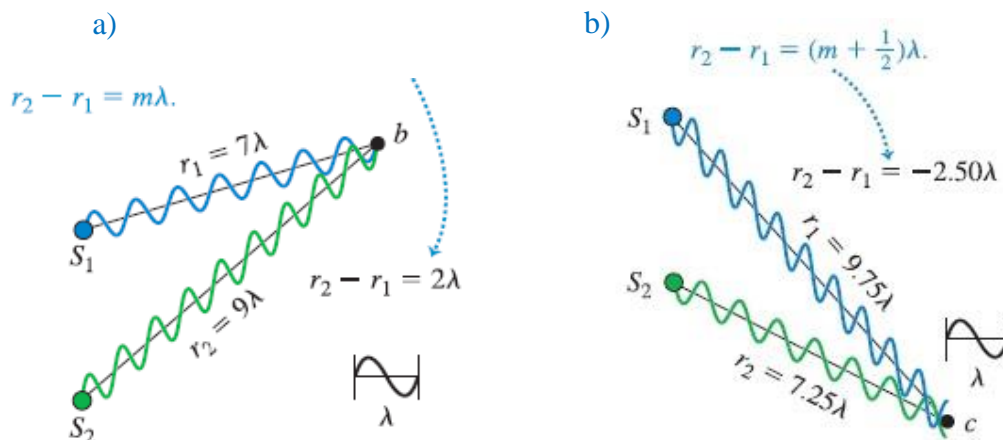 a)
r₂ − r₁ = mλ.
b
r₁ = 7λ
S₁
r₂ − r₁ = 2λ
r₂ = 9λ
λ
S₂
b)
r₂ − r₁ = (m + ½)λ.
S₁
r₂ − r₁ = −2.50λ
r₁ = 9.75λ
S₂
r₂ = 7.25λ
λ
c